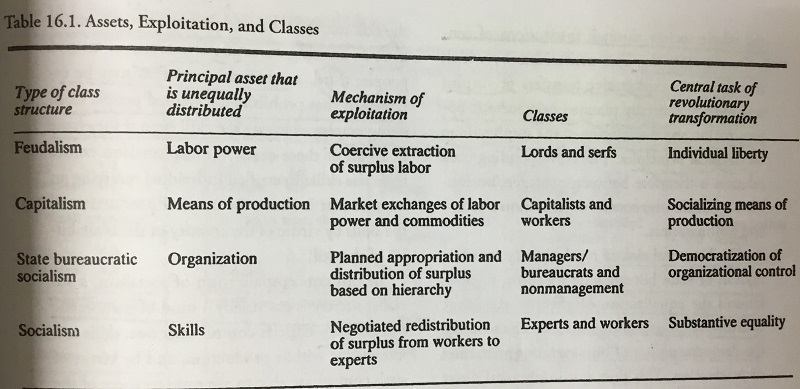 Table 16.1. Assets, Exploitation, and Classes
Type of class
structure
Principal asset that
is unequally
distributed
Mechanism of
exploitation
Classes
Central task of
revolutionary
transformation
Feudalism
Labor power
Coercive extraction
of surplus labor
Lords and serfs
Individual liberty
Capitalism
Means of production
Market exchanges of labor
power and commodities
Capitalists and
workers
Socializing means of
production
State bureaucratic
socialism
Organization
Planned appropriation and
distribution of surplus
based on hierarchy
Managers/
bureaucrats and
nonmanagement
Democratization of
organizational control
Socialism
Skills
Negotiated redistribution
of surplus from workers to
experts
Experts and workers
Substantive equality